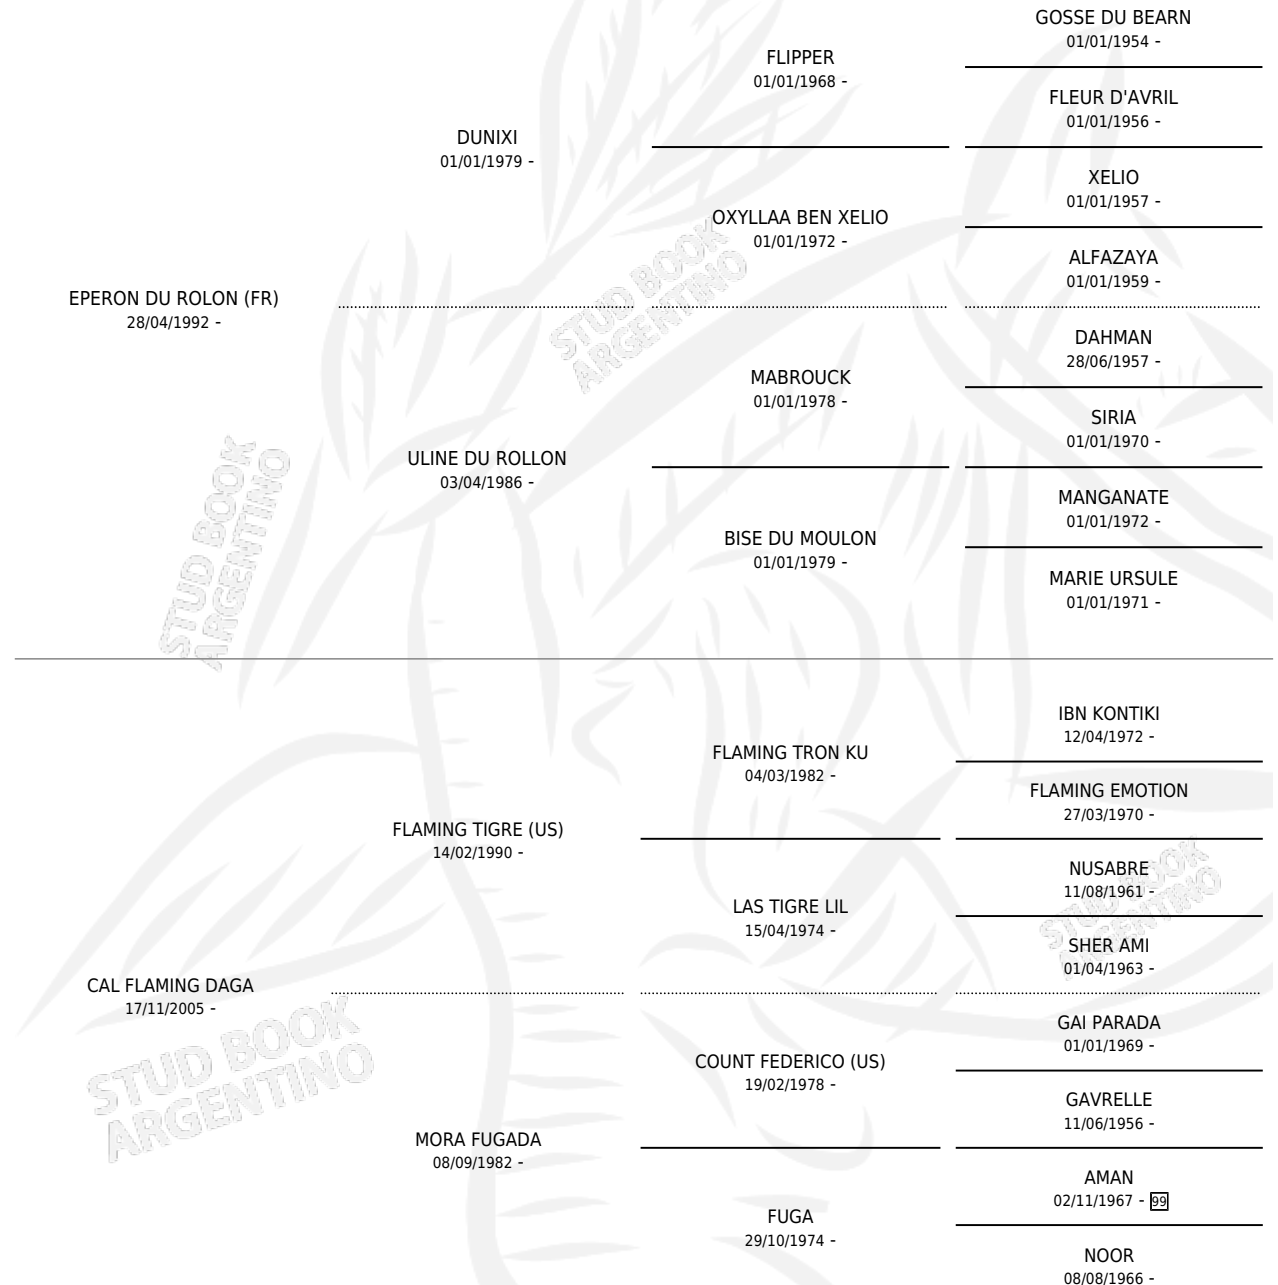 GOSSE DU BEARN
01/01/1954 -
FLIPPER
01/01/1968 -
FLEUR D'AVRIL
01/01/1956 -
DUNIXI
01/01/1979 -
XELIO
01/01/1957 -
OXYLLAA BEN XELIO
01/01/1972 -
ALFAZAYA
01/01/1959 -
EPERON DU ROLON (FR)
28/04/1992 -
DAHMAN
28/06/1957 -
MABROUCK
01/01/1978 -
SIRIA
01/01/1970 -
ULINE DU ROLLON
03/04/1986 -
MANGANATE
01/01/1972 -
BISE DU MOULON
01/01/1979 -
MARIE URSULE
01/01/1971 -
IBN KONTIKI
12/04/1972 -
FLAMING TRON KU
04/03/1982 -
FLAMING EMOTION
27/03/1970 -
FLAMING TIGRE (US)
14/02/1990 -
NUSABRE
11/08/1961 -
LAS TIGRE LIL
15/04/1974 -
SHER AMI
01/04/1963 -
CAL FLAMING DAGA
17/11/2005 -
GAI PARADA
01/01/1969 -
COUNT FEDERICO (US)
19/02/1978 -
GAVRELLE
11/06/1956 -
MORA FUGADA
08/09/1982 -
AMAN
02/11/1967 - 99
FUGA
29/10/1974 -
NOOR
08/08/1966 -
STUD BOOK
ARGENTINO
STUD BOOK
ARGENTINO
STUD BOOK
ARGENTINO
STUD BOOK
ARGENTINO